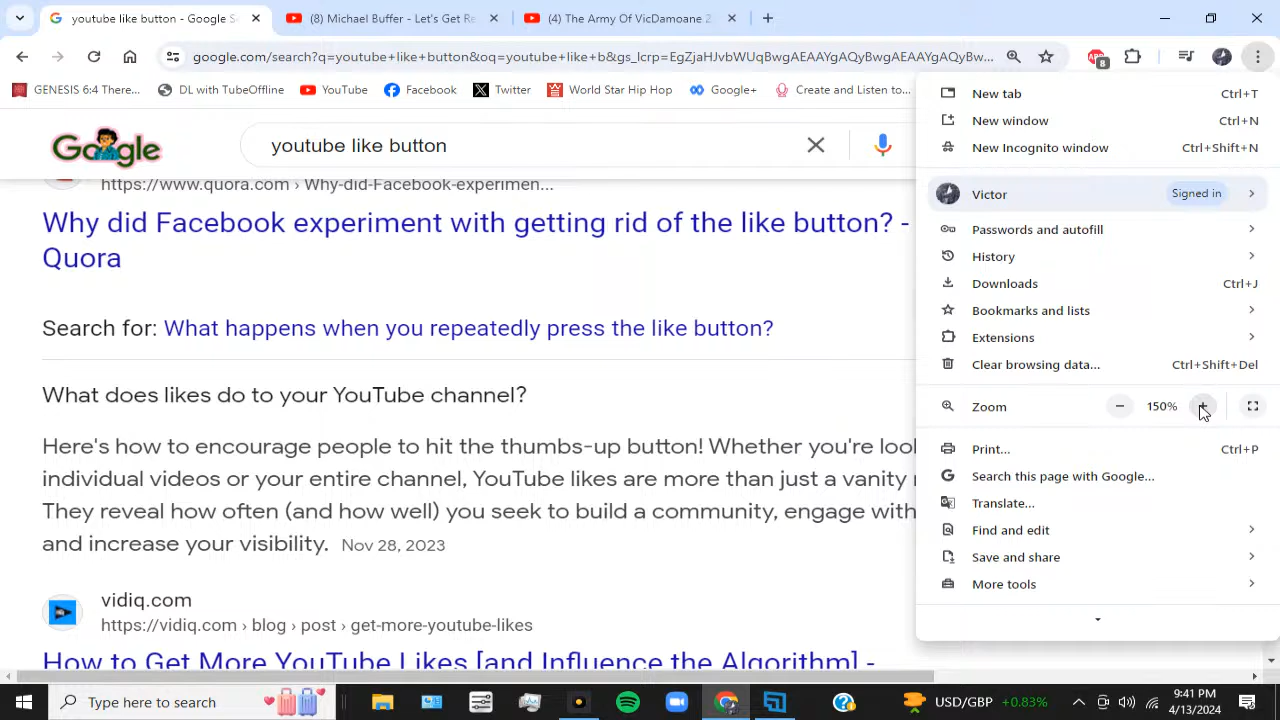 youtube like button - Google S
(8) Michael Buffer - Let's Get Re
(4) The Army Of VicDamoane 2
google.com/search?q=youtube+like+button&oq=youtube+like+b&gs_lcrp=EgZjaHJvbWUqBwgAEAAYgAQyBwgAEAAYgAQyBwgBEAAYgAQy...
8
GENESIS 6:4 There...
DL with TubeOffline
YouTube
Facebook
Twitter
World Star Hip Hop
Google+
Create and Listen to...
Google
youtube like button
https://www.quora.com › Why-did-Facebook-experimen...
Why did Facebook experiment with getting rid of the like button? -
Quora
Search for: What happens when you repeatedly press the like button?
What does likes do to your YouTube channel?
Here's how to encourage people to hit the thumbs-up button! Whether you're loo
individual videos or your entire channel, YouTube likes are more than just a vanity
They reveal how often (and how well) you seek to build a community, engage with
and increase your visibility. Nov 28, 2023
vidiq.com
https://vidiq.com › blog › post › get-more-youtube-likes
How to Get More YouTube Likes [and Influence the Algorithm] -
New tab Ctrl+T
New window Ctrl+N
New Incognito window Ctrl+Shift+N
Victor Signed in
Passwords and autofill
History
Downloads Ctrl+J
Bookmarks and lists
Extensions
Clear browsing data... Ctrl+Shift+Del
Zoom − 150% +
Print... Ctrl+P
Search this page with Google...
Translate...
Find and edit
Save and share
More tools
Type here to search
USD/GBP +0.83%
9:41 PM
4/13/2024